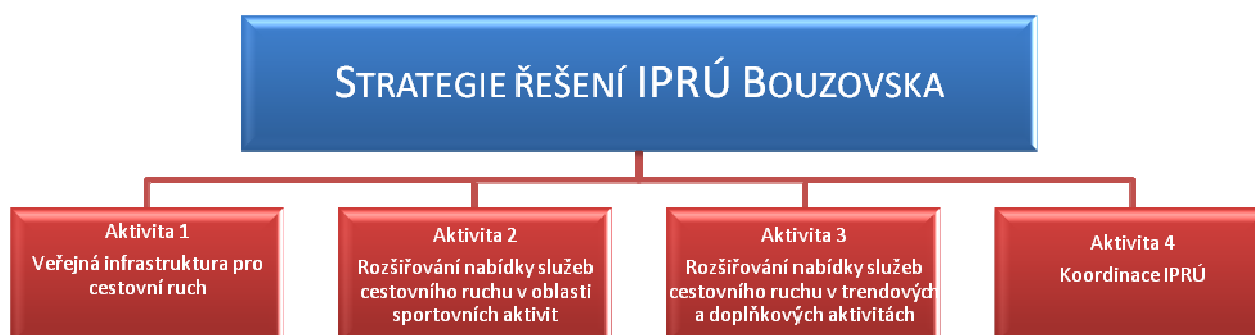 STRATEGIE ŘEŠENÍ IPRÚ BOUZOVSKA
Aktivita 1
Veřejná infrastruktura pro
cestovní ruch
Aktivita 2
Rozšiřování nabídky služeb
cestovního ruchu v oblasti
sportovních aktivit
Aktivita 3
Rozšiřování nabídky služeb
cestovního ruchu v trendových
a doplňkových aktivitách
Aktivita 4
Koordinace IPRÚ